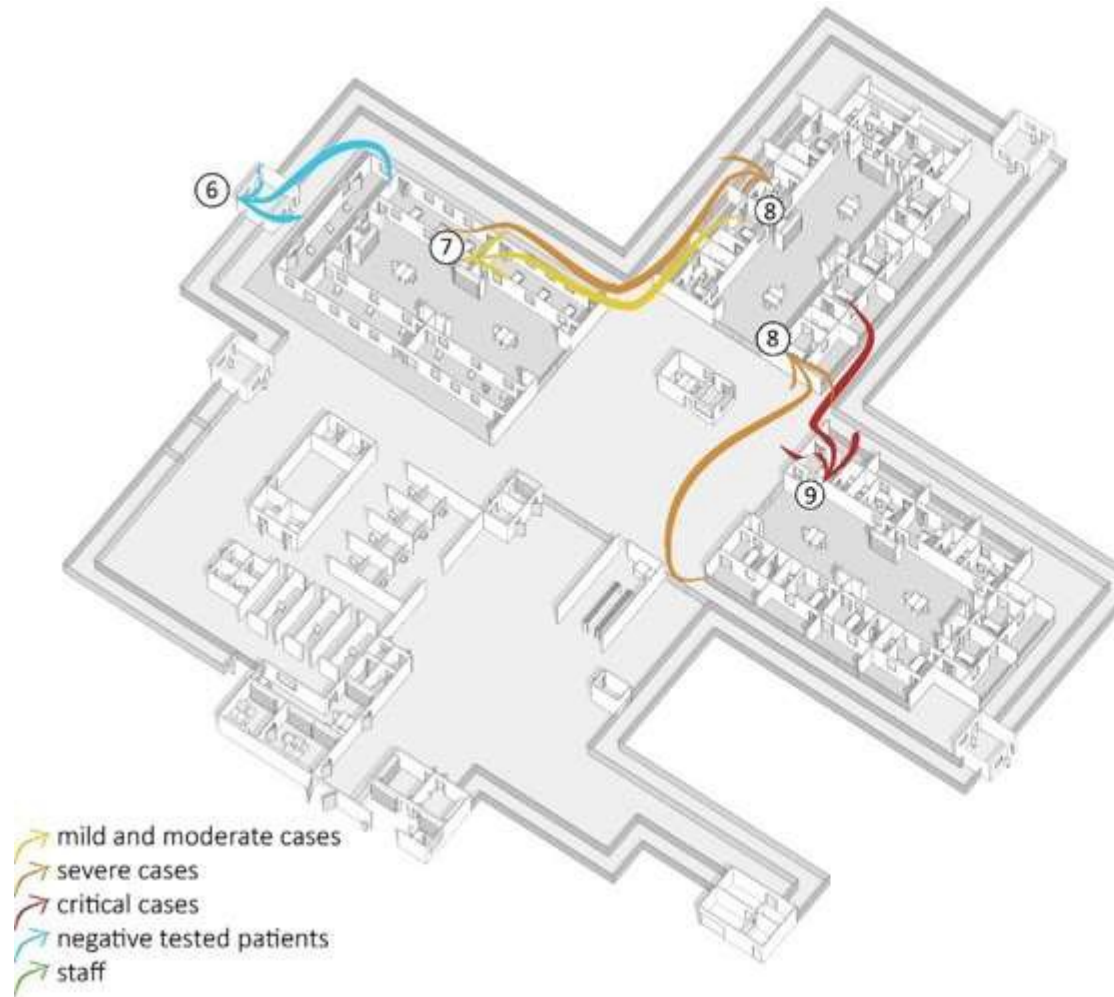 6
7
8
8
9
mild and moderate cases
severe cases
critical cases
negative tested patients
staff